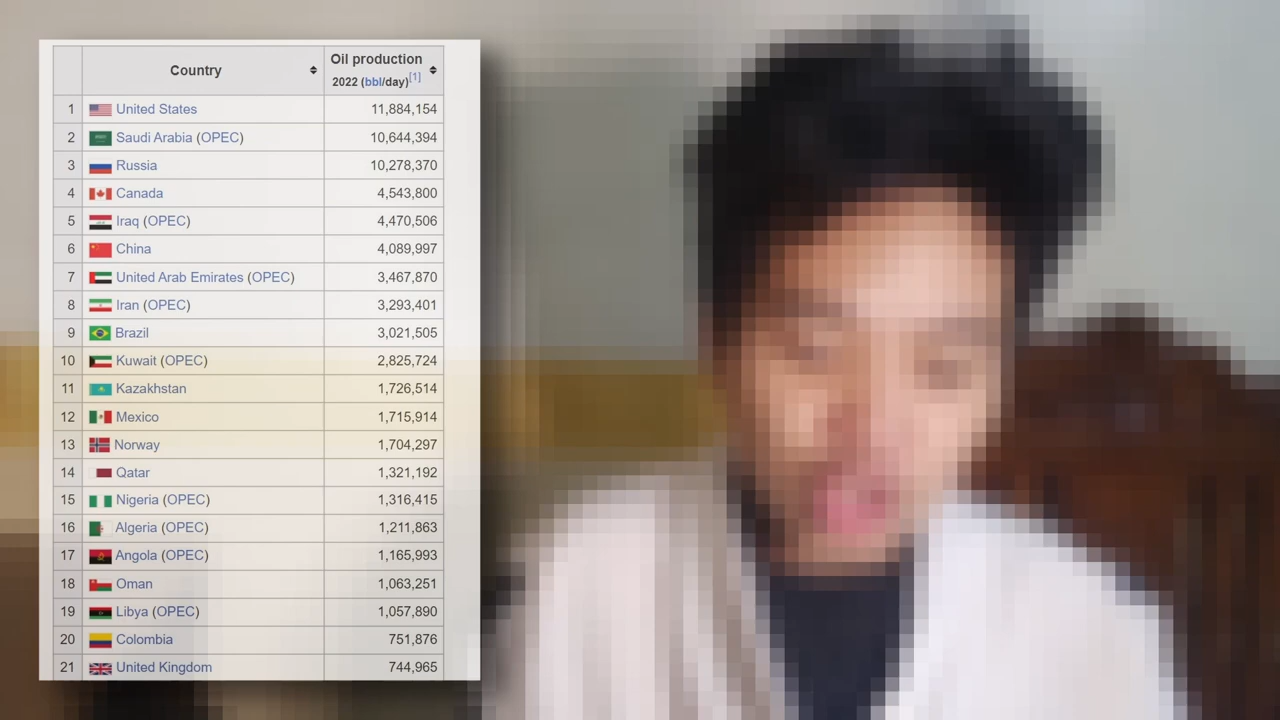 Country Oil production
2022 (bbl/day)[1]
1 United States 11,884,154
2 Saudi Arabia (OPEC) 10,644,394
3 Russia 10,278,370
4 Canada 4,543,800
5 Iraq (OPEC) 4,470,506
6 China 4,089,997
7 United Arab Emirates (OPEC) 3,467,870
8 Iran (OPEC) 3,293,401
9 Brazil 3,021,505
10 Kuwait (OPEC) 2,825,724
11 Kazakhstan 1,726,514
12 Mexico 1,715,914
13 Norway 1,704,297
14 Qatar 1,321,192
15 Nigeria (OPEC) 1,316,415
16 Algeria (OPEC) 1,211,863
17 Angola (OPEC) 1,165,993
18 Oman 1,063,251
19 Libya (OPEC) 1,057,890
20 Colombia 751,876
21 United Kingdom 744,965